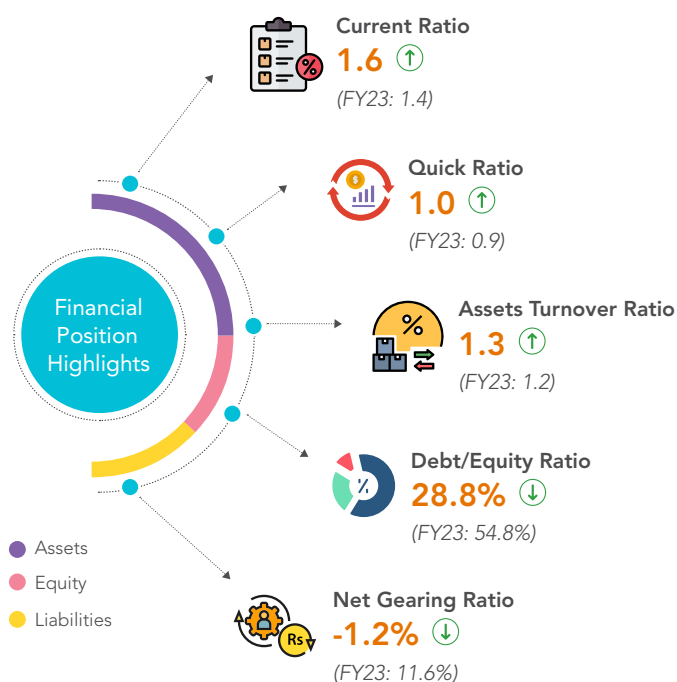 Current Ratio
1.6
(FY23: 1.4)
%
Quick Ratio
1.0
(FY23: 0.9)
$
Financial
Position
Highlights
Assets Turnover Ratio
1.3
(FY23: 1.2)
%
Debt/Equity Ratio
28.8%
(FY23: 54.8%)
%
Assets
Equity
Liabilities
Net Gearing Ratio
-1.2%
(FY23: 11.6%)
Rs